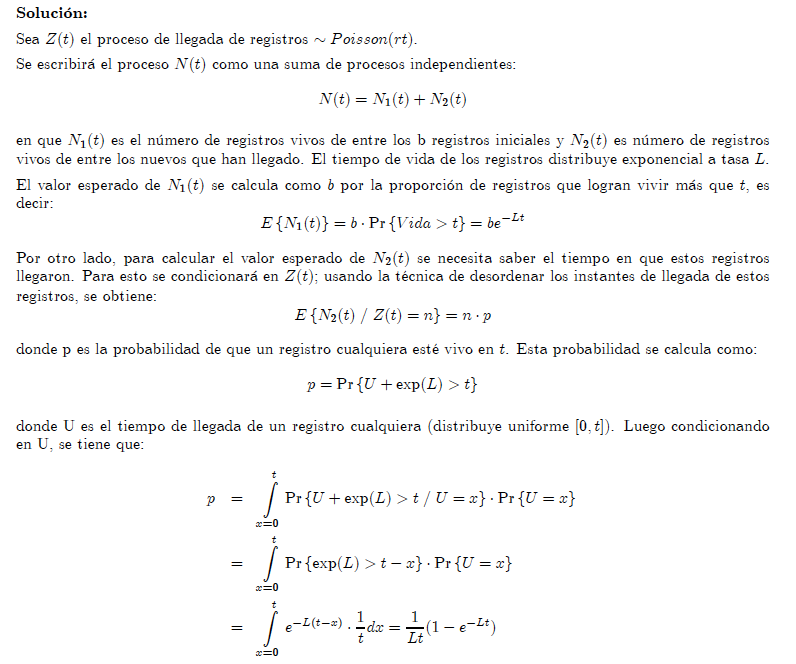 Solución:
Sea Z(t) el proceso de llegada de registros ∼ Poisson(rt).
Se escribirá el proceso N(t) como una suma de procesos independientes:
N(t) = N₁(t) + N₂(t)
en que N₁(t) es el número de registros vivos de entre los b registros iniciales y N₂(t) es número de registros
vivos de entre los nuevos que han llegado. El tiempo de vida de los registros distribuye exponencial a tasa L.
El valor esperado de N₁(t) se calcula como b por la proporción de registros que logran vivir más que t, es
decir:
E {N₁(t)} = b · Pr {Vida > t} = be^{−Lt}
Por otro lado, para calcular el valor esperado de N₂(t) se necesita saber el tiempo en que estos registros
llegaron. Para esto se condicionará en Z(t); usando la técnica de desordenar los instantes de llegada de estos
registros, se obtiene:
E {N₂(t) / Z(t) = n} = n · p
donde p es la probabilidad de que un registro cualquiera esté vivo en t. Esta probabilidad se calcula como:
p = Pr {U + exp(L) > t}
donde U es el tiempo de llegada de un registro cualquiera (distribuye uniforme [0, t]). Luego condicionando
en U, se tiene que:
p = ∫_{x=0}^{t} Pr {U + exp(L) > t / U = x} · Pr {U = x}
= ∫_{x=0}^{t} Pr {exp(L) > t − x} · Pr {U = x}
= ∫_{x=0}^{t} e^{−L(t−x)} · \frac{1}{t} dx = \frac{1}{Lt}(1 − e^{−Lt})